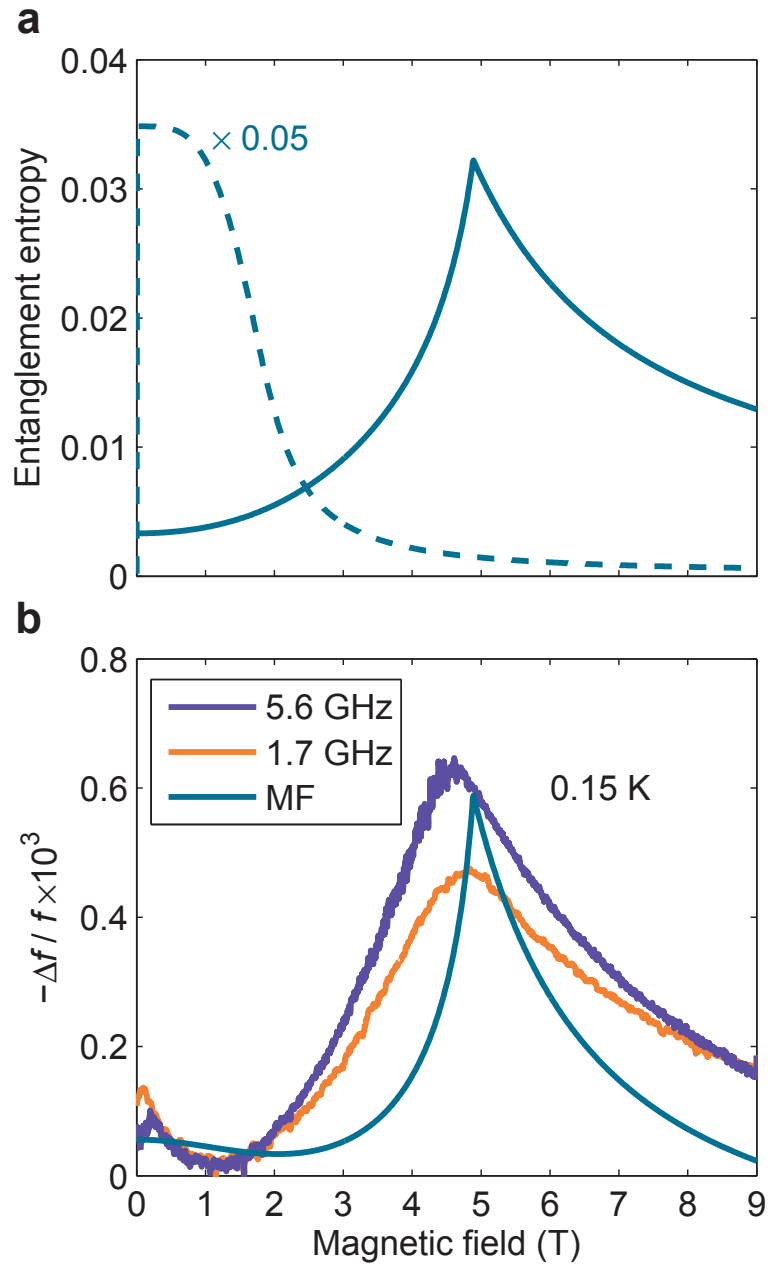 a
0.04
0.03
0.02
0.01
0
Entanglement entropy
× 0.05
b
0.8
0.6
0.4
0.2
0
−Δf / f ×10³
5.6 GHz
1.7 GHz
MF
0.15 K
0 1 2 3 4 5 6 7 8 9
Magnetic field (T)